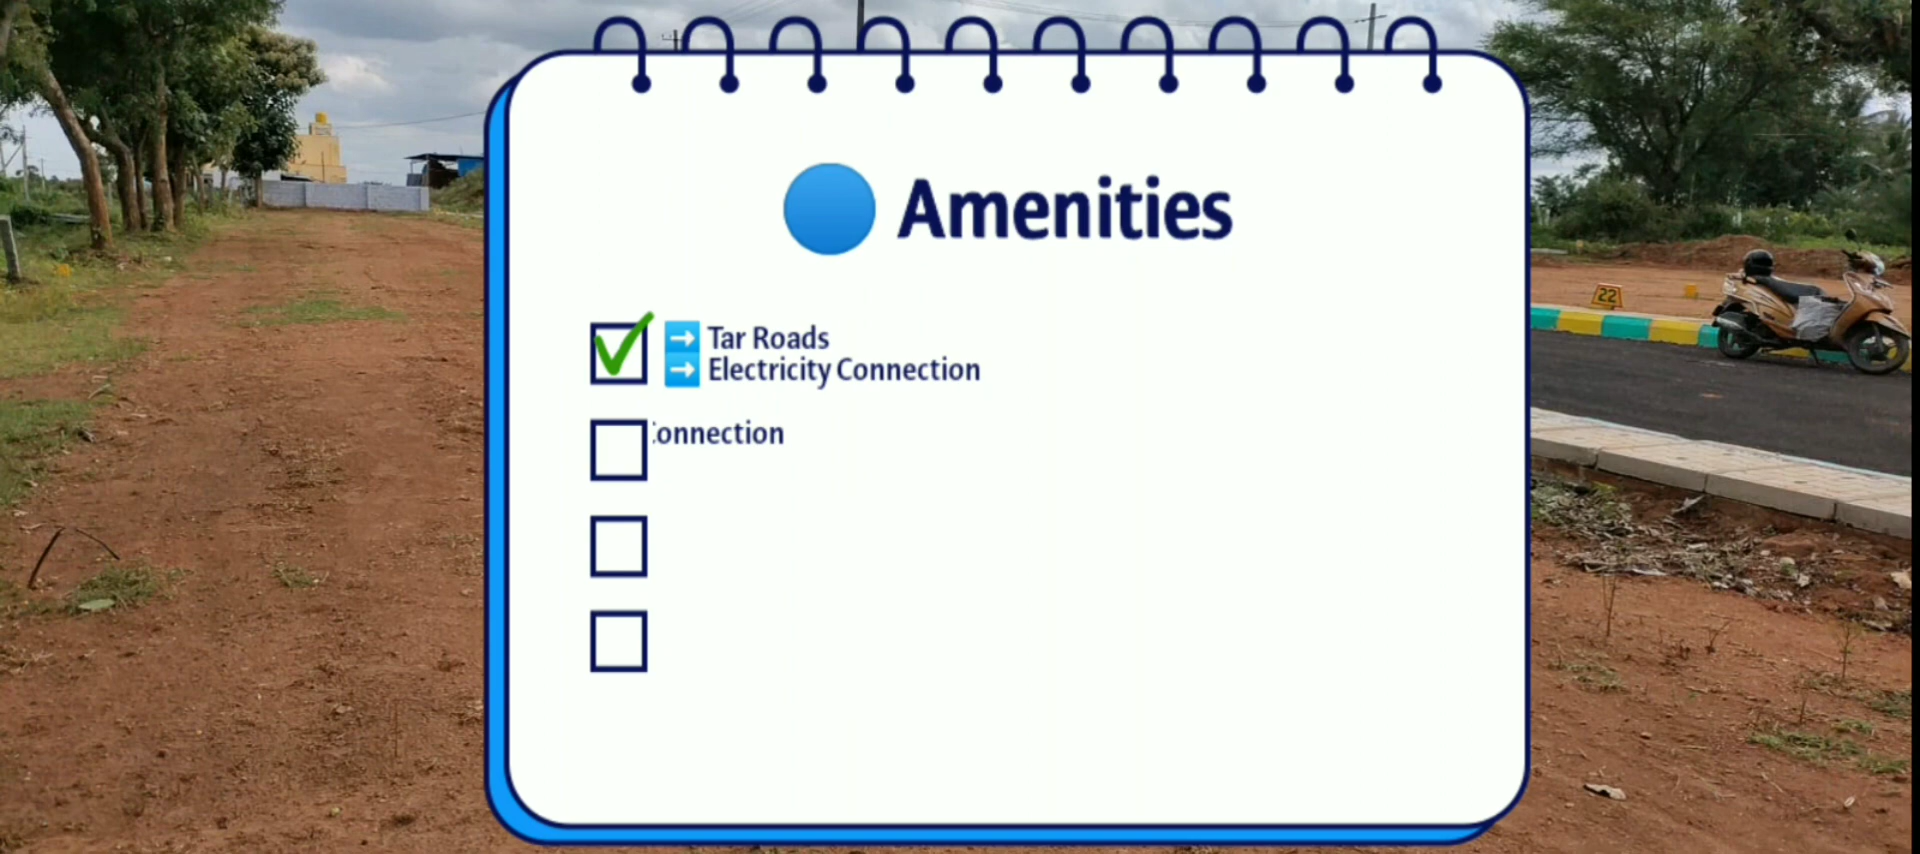 Amenities
Tar Roads
Electricity Connection
onnection
22